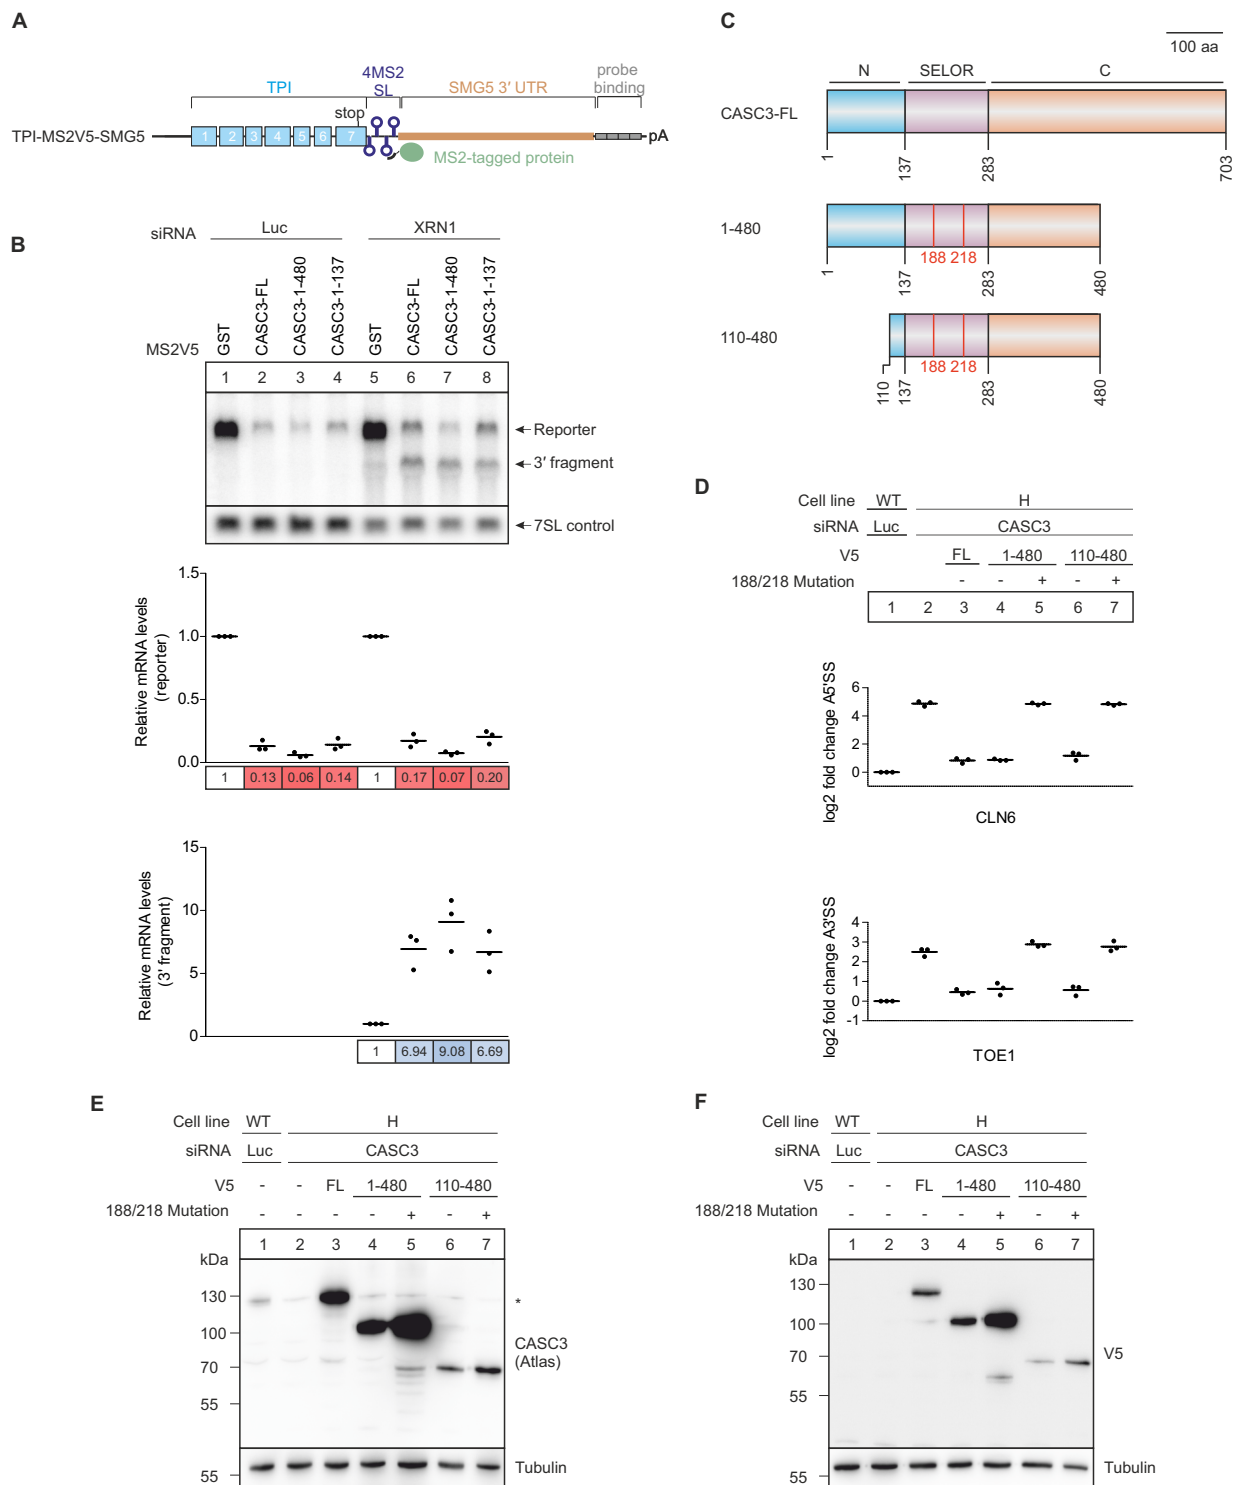 A
TPI
4MS2
SL
SMG5 3′ UTR
probe
binding
stop
TPI-MS2V5-SMG5
1 2 3 4 5 6 7
pA
MS2-tagged protein
B
siRNA Luc XRN1
MS2V5 GST CASC3-FL CASC3-1-480 CASC3-1-137 GST CASC3-FL CASC3-1-480 CASC3-1-137
1 2 3 4 5 6 7 8
Reporter
3′ fragment
7SL control
Relative mRNA levels
(reporter)
1.5
1.0
0.5
0.0
1 0.13 0.06 0.14 1 0.17 0.07 0.20
Relative mRNA levels
(3′ fragment)
15
10
5
0
1 6.94 9.08 6.69
C
100 aa
N SELOR C
CASC3-FL
1 137 283 703
1-480
188 218
1 137 283 480
110-480
188 218
110 137 283 480
D
Cell line WT H
siRNA Luc CASC3
V5 FL 1-480 110-480
188/218 Mutation - - + - +
1 2 3 4 5 6 7
log2 fold change A5'SS
6
4
2
0
CLN6
log2 fold change A3'SS
4
3
2
1
0
-1
TOE1
E
Cell line WT H
siRNA Luc CASC3
V5 - - FL 1-480 110-480
188/218 Mutation - - - - + - +
kDa 1 2 3 4 5 6 7
130
100
70
55
*
CASC3
(Atlas)
55
Tubulin
F
Cell line WT H
siRNA Luc CASC3
V5 - - FL 1-480 110-480
188/218 Mutation - - - - + - +
kDa 1 2 3 4 5 6 7
130
100
70
55
V5
55
Tubulin